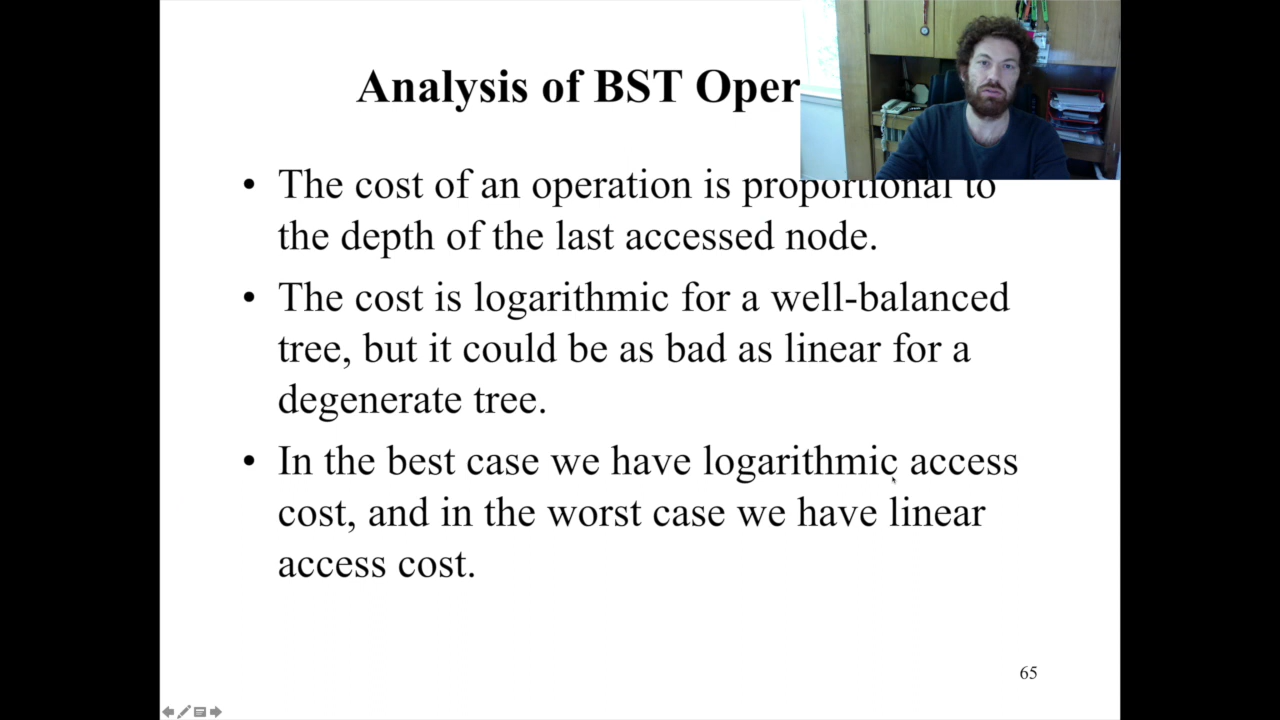 Analysis of BST Oper
• The cost of an operation is proportional to
the depth of the last accessed node.
• The cost is logarithmic for a well-balanced
tree, but it could be as bad as linear for a
degenerate tree.
• In the best case we have logarithmic access
cost, and in the worst case we have linear
access cost.
65